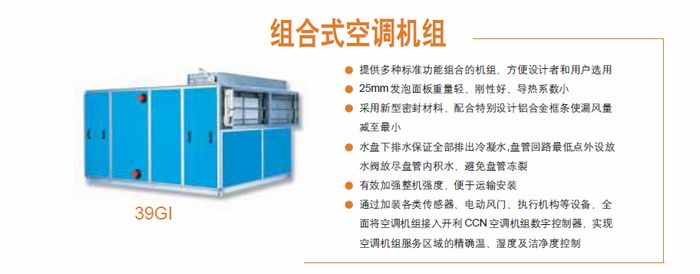 组合式空调机组
提供多种标准功能组合的机组，方便设计者和用户选用
25mm发泡面板重量轻、刚性好，导热系数小
采用新型密封材料，配合特别设计铝合金框条使漏风量
减至最小
水盘下排水保证全部排出冷凝水,盘管回路最低点外设放
水阀放尽盘管内积水，避免盘管冻裂
有效加强整机强度，便于运输安装
通过加装各类传感器、电动风门、执行机构等设备，全
面将空调机组接入开利CCN空调机组数字控制器，实现
空调机组服务区域的精确温、湿度及洁净度控制
39GI